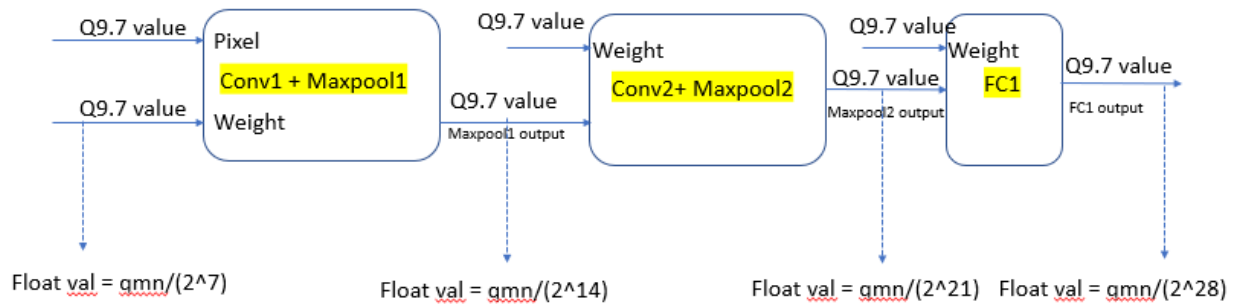 Q9.7 value
Pixel
Conv1 + Maxpool1
Q9.7 value
Weight
Q9.7 value
Maxpool1 output
Q9.7 value
Weight
Conv2+ Maxpool2
Q9.7 value
Maxpool2 output
Q9.7 value
Weight
FC1
Q9.7 value
FC1 output
Float val = qmn/(2^7)
Float val = qmn/(2^14)
Float val = qmn/(2^21)
Float val = qmn/(2^28)